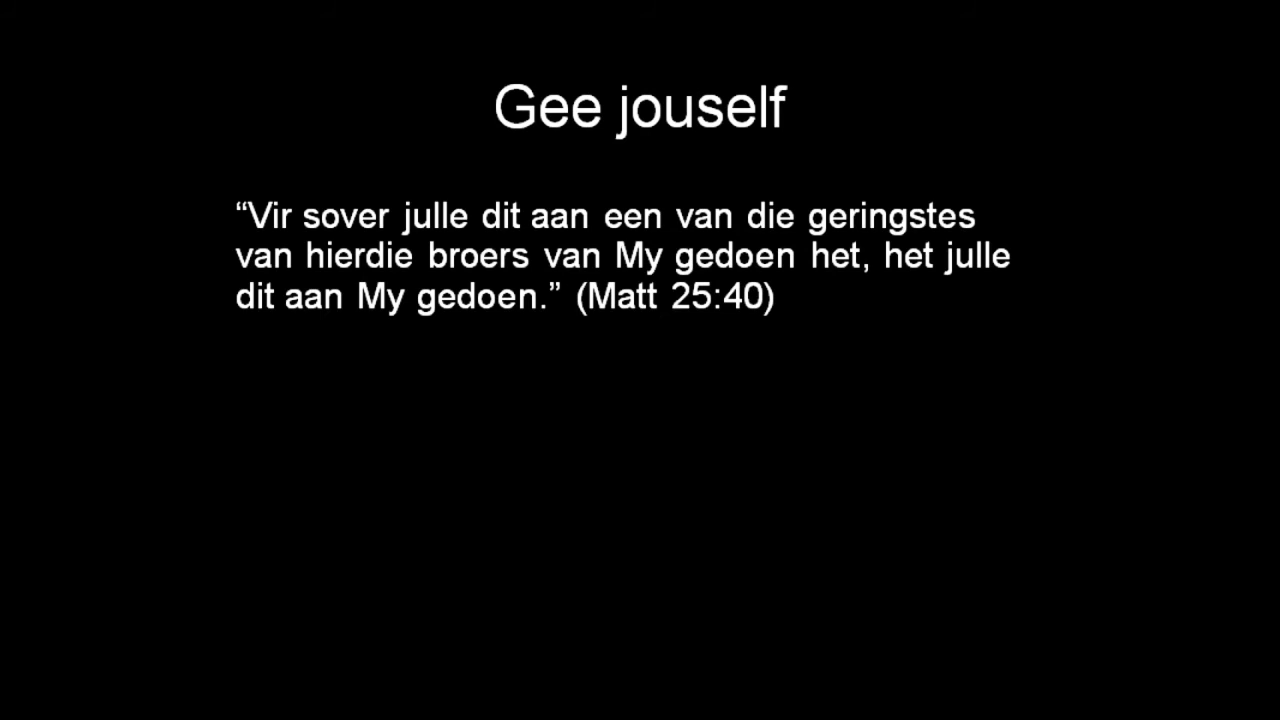 Gee jouself
“Vir sover julle dit aan een van die geringstes
van hierdie broers van My gedoen het, het julle
dit aan My gedoen.” (Matt 25:40)